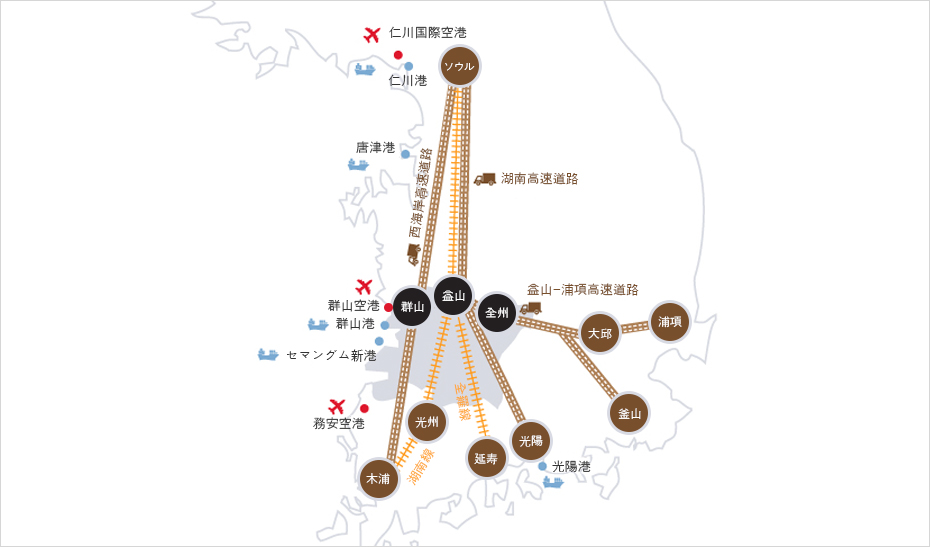 仁川国際空港
ソウル
仁川港
唐津港
西海岸高速道路
湖南高速道路
益山−浦項高速道路
群山空港
群山
益山
全州
群山港
浦項
大邱
セマングム新港
務安空港
全羅線
光州
釜山
光陽
延寿
湖南線
光陽港
木浦